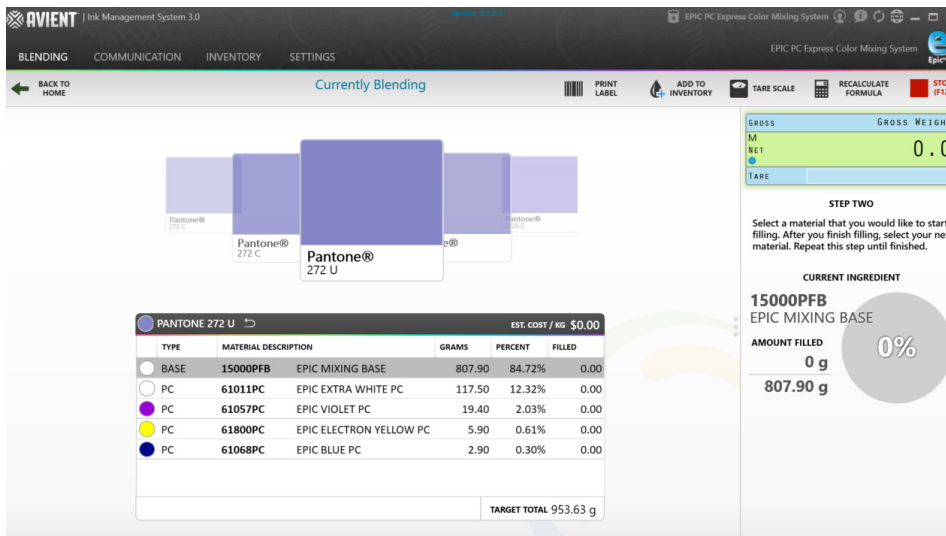 AVIENT™ | Ink Management System 3.0
EPIC PC Express Color Mixing System
BLENDING COMMUNICATION INVENTORY SETTINGS
EPIC PC Express Color Mixing System
Epic
BACK TO HOME
Currently Blending
PRINT LABEL
ADD TO INVENTORY
TARE SCALE
RECALCULATE FORMULA
STO
(F12
Pantone®
272 C
Pantone®
272 C
Pantone®
272 U
Pantone®
GROSS GROSS WEIGH
M
NET
0.0
TARE
STEP TWO
Select a material that you would like to start
filling. After you finish filling, select your ne
material. Repeat this step until finished.
CURRENT INGREDIENT
15000PFB
EPIC MIXING BASE
AMOUNT FILLED
0 g
807.90 g
0%
PANTONE 272 U EST. COST / KG $0.00
TYPE MATERIAL DESCRIPTION GRAMS PERCENT FILLED
BASE 15000PFB EPIC MIXING BASE 807.90 84.72% 0.00
PC 61011PC EPIC EXTRA WHITE PC 117.50 12.32% 0.00
PC 61057PC EPIC VIOLET PC 19.40 2.03% 0.00
PC 61800PC EPIC ELECTRON YELLOW PC 5.90 0.61% 0.00
PC 61068PC EPIC BLUE PC 2.90 0.30% 0.00
TARGET TOTAL 953.63 g